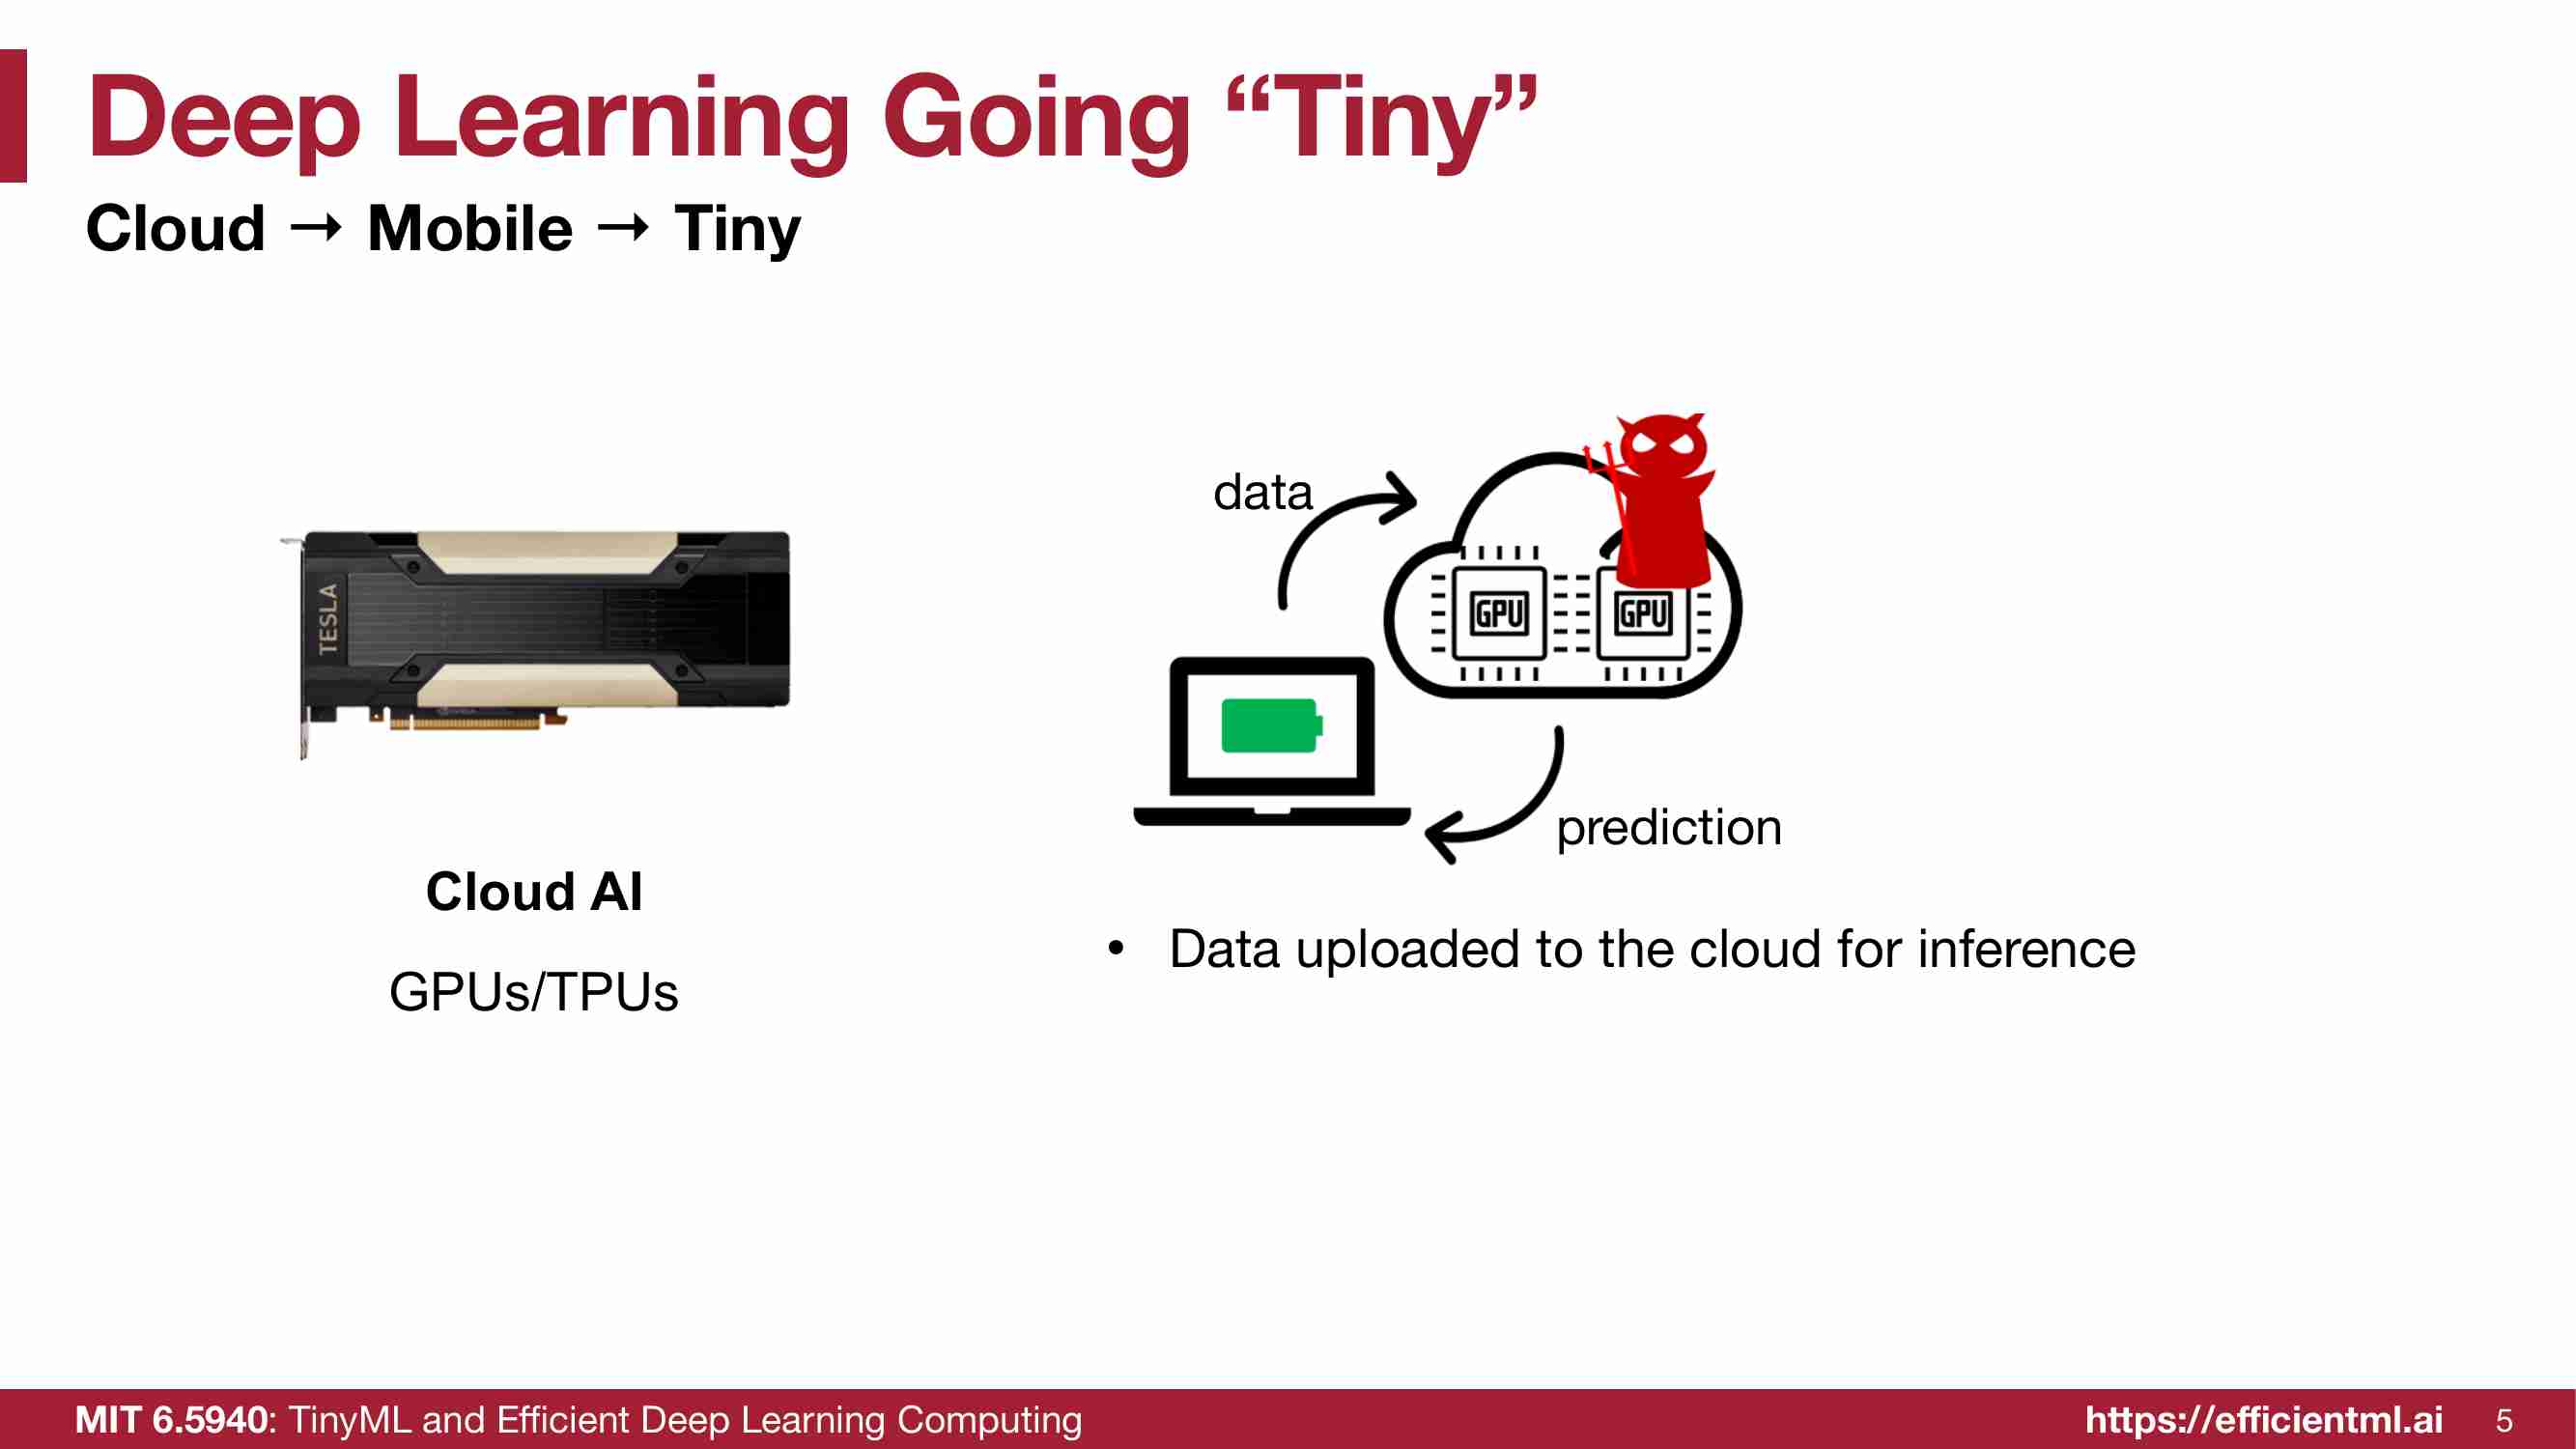 Deep Learning Going “Tiny”
Cloud → Mobile → Tiny
TESLA
Cloud AI
GPUs/TPUs
data
GPU
GPU
prediction
• Data uploaded to the cloud for inference
MIT 6.5940: TinyML and Efficient Deep Learning Computing
https://efficientml.ai
5